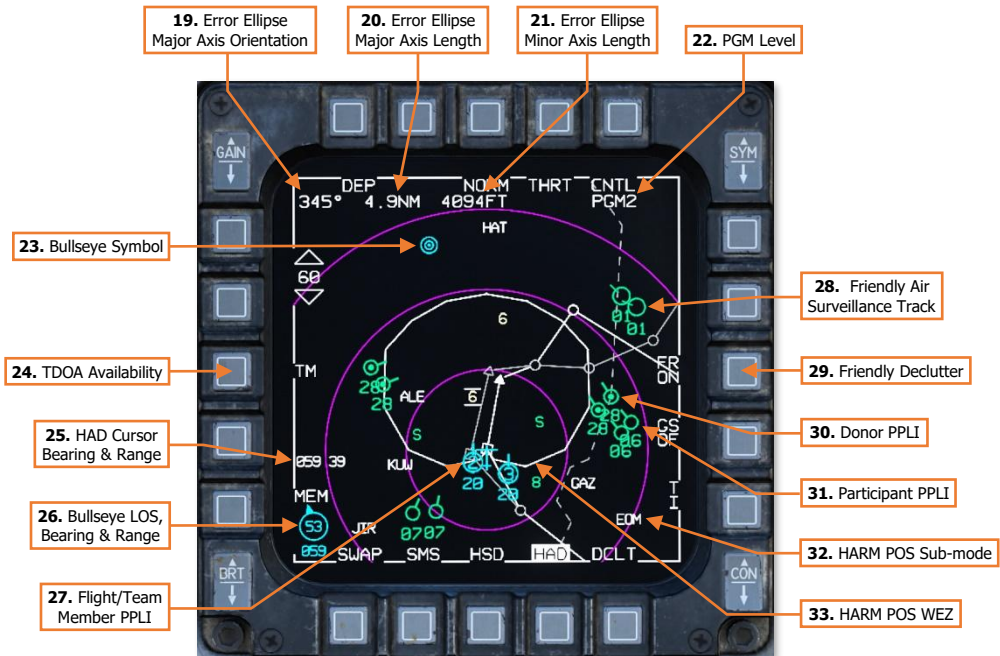 19. Error Ellipse
Major Axis Orientation
20. Error Ellipse
Major Axis Length
21. Error Ellipse
Minor Axis Length
22. PGM Level
GAIN
SYM
DEP NORM THRT CNTL
345° 4.9NM 4094FT PGM2
HAT
23. Bullseye Symbol
60
28. Friendly Air
Surveillance Track
01
01
6
24. TDOA Availability
TM
FR
ON
29. Friendly Declutter
28
28
ALE
6
28
28
30. Donor PPLI
25. HAD Cursor
Bearing & Range
S
S
GS
OF
06
06
059 39
KUW
31. Participant PPLI
MEM
20
3
20
8
GAZ
T
I
26. Bullseye LOS,
Bearing & Range
53
059
JIR
0707
EOM
32. HARM POS Sub-mode
SWAP SMS HSD HAD DCLT
BRT
CON
27. Flight/Team
Member PPLI
33. HARM POS WEZ